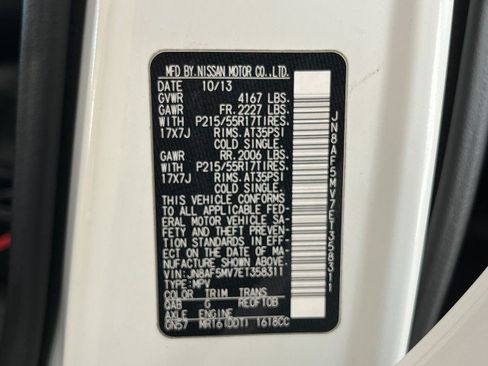 MFD BY.NISSAN MOTOR CO.,LTD.
DATE 10/13
GVWR 4167 LBS.
GAWR FR. 2227 LBS.
WITH P215/55R17TIRES.
17X7J RIMS. AT35PSI
COLD SINGLE.
GAWR RR. 2006 LBS.
WITH P215/55R17TIRES.
17X7J RIMS. AT35PSI
COLD SINGLE.
THIS VEHICLE CONFORMS
TO ALL APPLICABLE FED-
ERAL MOTOR VEHICLE SA-
FETY AND THEFT PREVEN-
TION STANDARDS IN EFF-
ECT ON THE DATE OF MA-
NUFACTURE SHOWN ABOVE.
VIN: JN8AF5MV7ET358311
TYPE: MPV
COLOR TRIM TRANS
QAB G RE0F10B
AXLE ENGINE
GN57 MR16(DDT) 1618CC
JN8AF5MV7ET358311